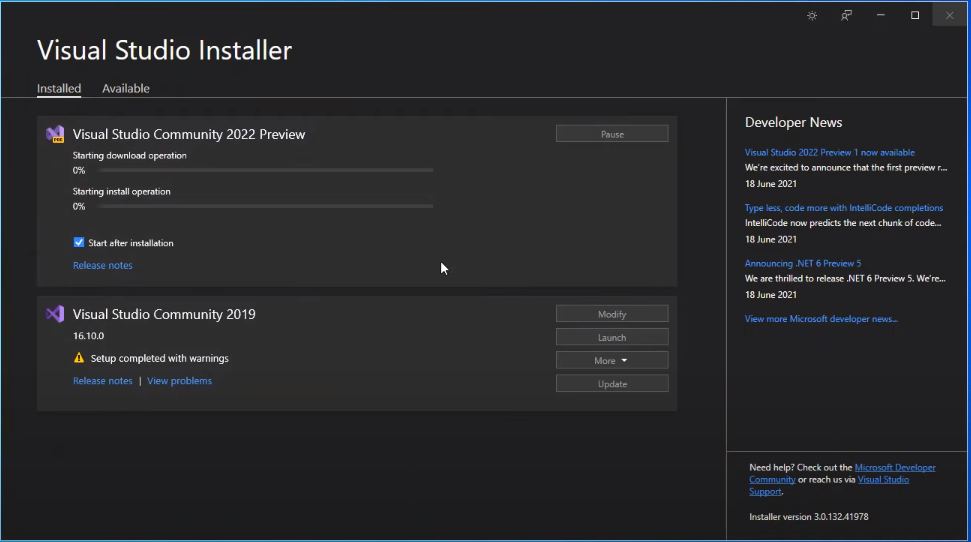 Visual Studio Installer
Installed
Available
Visual Studio Community 2022 Preview
Pause
Starting download operation
0%
Starting install operation
0%
Start after installation
Release notes
Visual Studio Community 2019
16.10.0
Setup completed with warnings
Release notes | View problems
Modify
Launch
More
Update
Developer News
Visual Studio 2022 Preview 1 now available
We're excited to announce that the first preview r...
18 June 2021
Type less, code more with IntelliCode completions
IntelliCode now predicts the next chunk of code...
18 June 2021
Announcing .NET 6 Preview 5
We are thrilled to release .NET 6 Preview 5. We're...
18 June 2021
View more Microsoft developer news...
Need help? Check out the Microsoft Developer
Community or reach us via Visual Studio
Support.
Installer version 3.0.132.41978
PRE